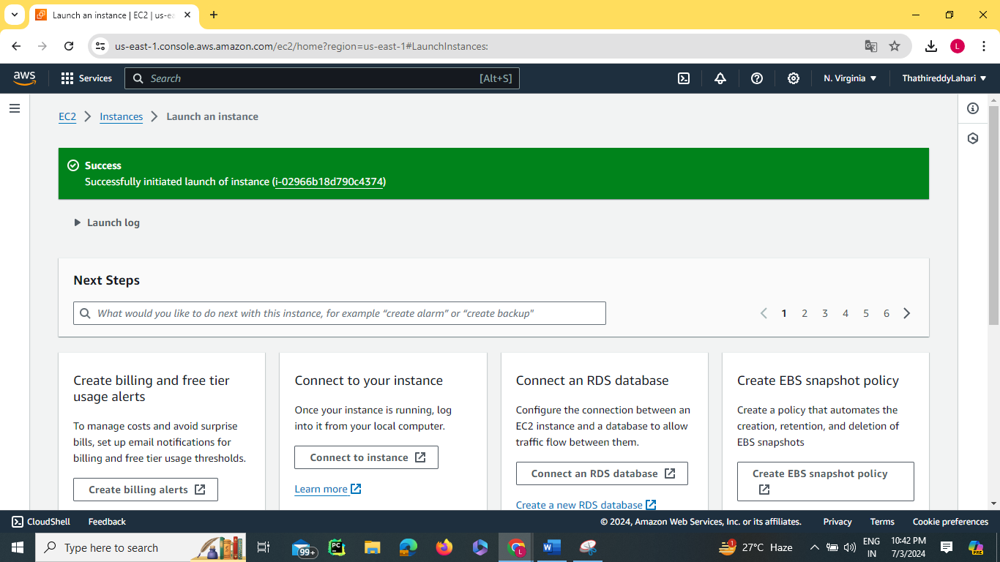 Launch an instance | EC2 | us-ea
us-east-1.console.aws.amazon.com/ec2/home?region=us-east-1#LaunchInstances:
L
aws
Services
Search
[Alt+S]
N. Virginia
ThathireddyLahari
EC2
Instances
Launch an instance
Success
Successfully initiated launch of instance (i-02966b18d790c4374)
Launch log
Next Steps
What would you like to do next with this instance, for example “create alarm” or “create backup”
1 2 3 4 5 6
Create billing and free tier
usage alerts
To manage costs and avoid surprise
bills, set up email notifications for
billing and free tier usage thresholds.
Create billing alerts
Connect to your instance
Once your instance is running, log
into it from your local computer.
Connect to instance
Learn more
Connect an RDS database
Configure the connection between an
EC2 instance and a database to allow
traffic flow between them.
Connect an RDS database
Create a new RDS database
Create EBS snapshot policy
Create a policy that automates the
creation, retention, and deletion of
EBS snapshots
Create EBS snapshot policy
CloudShell
Feedback
© 2024, Amazon Web Services, Inc. or its affiliates.
Privacy
Terms
Cookie preferences
Type here to search
99+
PC
L
W
27°C Haze
ENG
IN
10:42 PM
7/3/2024
PRE